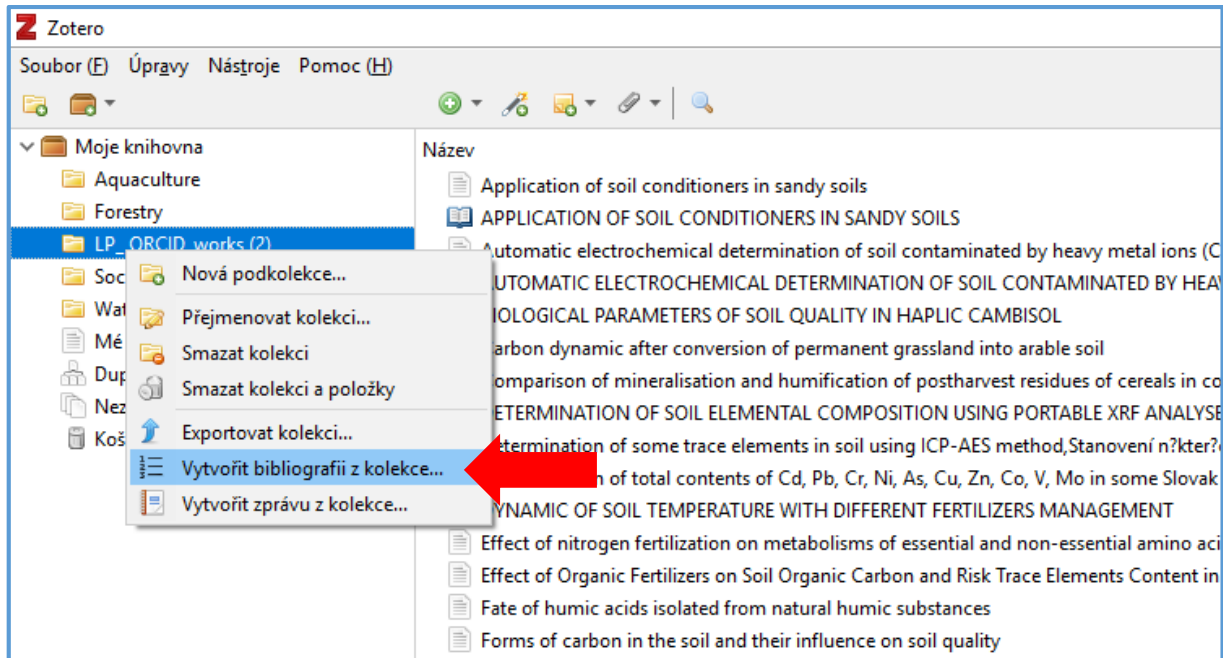 Zotero
Soubor (F) Úpravy Nástroje Pomoc (H)
Moje knihovna
Název
Aquaculture
Application of soil conditioners in sandy soils
Forestry
APPLICATION OF SOIL CONDITIONERS IN SANDY SOILS
LP_ORCID_works (2)
Automatic electrochemical determination of soil contaminated by heavy metal ions (C
Soc
Nová podkolekce...
UTOMATIC ELECTROCHEMICAL DETERMINATION OF SOIL CONTAMINATED BY HEA
Wat
Přejmenovat kolekci...
IOLOGICAL PARAMETERS OF SOIL QUALITY IN HAPLIC CAMBISOL
Mé
Smazat kolekci
arbon dynamic after conversion of permanent grassland into arable soil
Dup
Smazat kolekci a položky
omparison of mineralisation and humification of postharvest residues of cereals in co
Nez
ETERMINATION OF SOIL ELEMENTAL COMPOSITION USING PORTABLE XRF ANALYSE
Koš
Exportovat kolekci...
etermination of some trace elements in soil using ICP-AES method,Stanovení n?kter?
Vytvořit bibliografii z kolekce...
n of total contents of Cd, Pb, Cr, Ni, As, Cu, Zn, Co, V, Mo in some Slovak
Vytvořit zprávu z kolekce...
YNAMIC OF SOIL TEMPERATURE WITH DIFFERENT FERTILIZERS MANAGEMENT
Effect of nitrogen fertilization on metabolisms of essential and non-essential amino aci
Effect of Organic Fertilizers on Soil Organic Carbon and Risk Trace Elements Content in
Fate of humic acids isolated from natural humic substances
Forms of carbon in the soil and their influence on soil quality